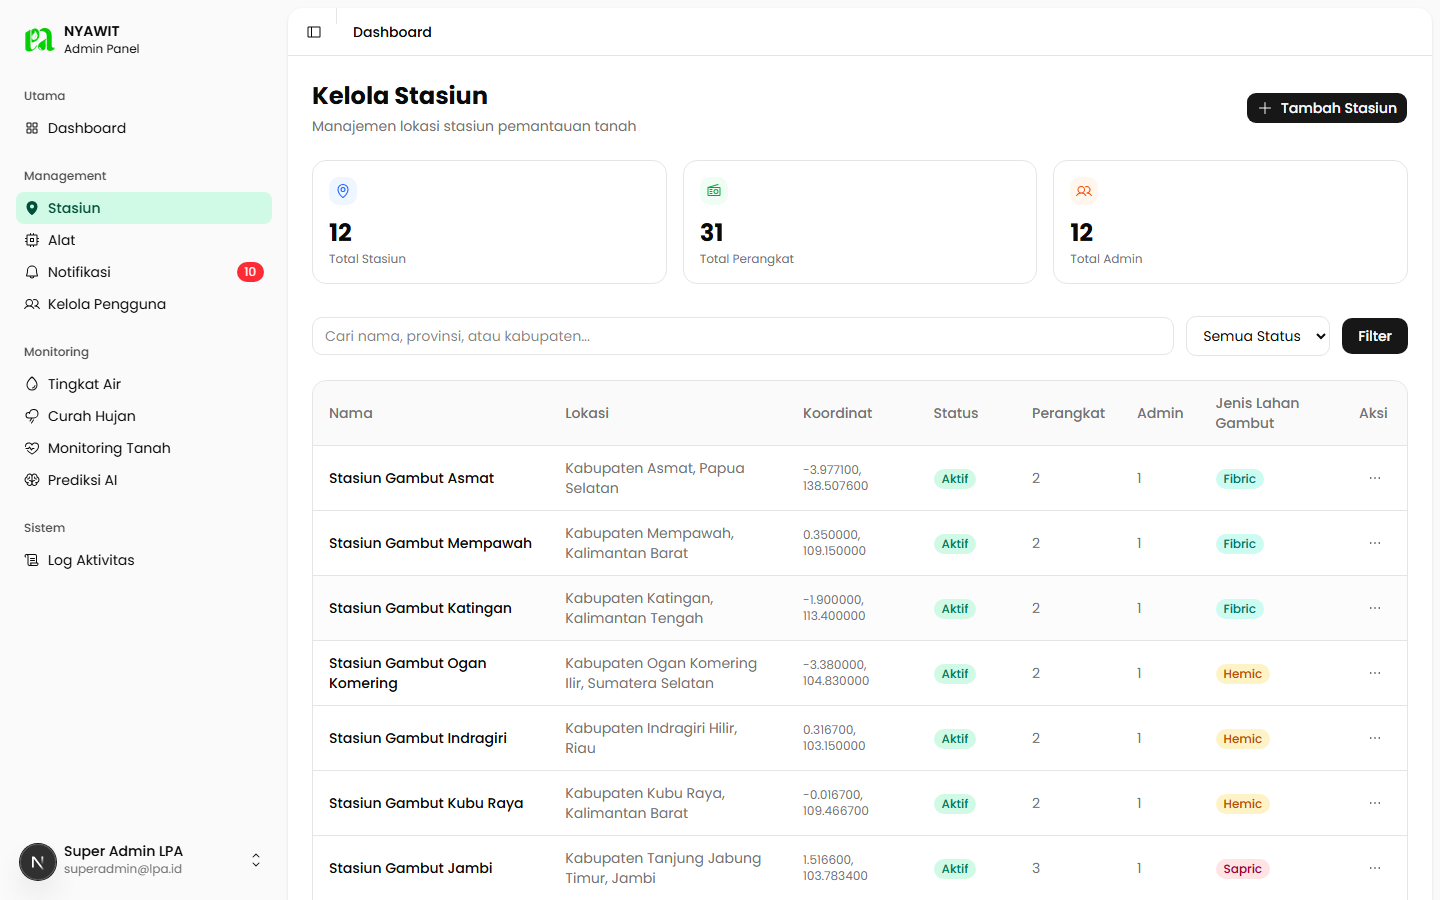 NYAWIT
Admin Panel
Utama
Dashboard
Management
Stasiun
Alat
Notifikasi 10
Kelola Pengguna
Monitoring
Tingkat Air
Curah Hujan
Monitoring Tanah
Prediksi AI
Sistem
Log Aktivitas
N
Super Admin LPA
superadmin@lpa.id
Dashboard
Kelola Stasiun
Manajemen lokasi stasiun pemantauan tanah
Tambah Stasiun
12
Total Stasiun
31
Total Perangkat
12
Total Admin
Cari nama, provinsi, atau kabupaten...
Semua Status
Filter
Nama Lokasi Koordinat Status Perangkat Admin Jenis Lahan Gambut Aksi
Stasiun Gambut Asmat
Kabupaten Asmat, Papua
Selatan
-3.977100,
138.507600
Aktif 2 1 Fibric ...
Stasiun Gambut Mempawah
Kabupaten Mempawah,
Kalimantan Barat
0.350000,
109.150000
Aktif 2 1 Fibric ...
Stasiun Gambut Katingan
Kabupaten Katingan,
Kalimantan Tengah
-1.900000,
113.400000
Aktif 2 1 Fibric ...
Stasiun Gambut Ogan
Komering
Kabupaten Ogan Komering
Ilir, Sumatera Selatan
-3.380000,
104.830000
Aktif 2 1 Hemic ...
Stasiun Gambut Indragiri
Kabupaten Indragiri Hilir,
Riau
0.316700,
103.150000
Aktif 2 1 Hemic ...
Stasiun Gambut Kubu Raya
Kabupaten Kubu Raya,
Kalimantan Barat
-0.016700,
109.466700
Aktif 2 1 Hemic ...
Stasiun Gambut Jambi
Kabupaten Tanjung Jabung
Timur, Jambi
1.516600,
103.783400
Aktif 3 1 Sapric ...